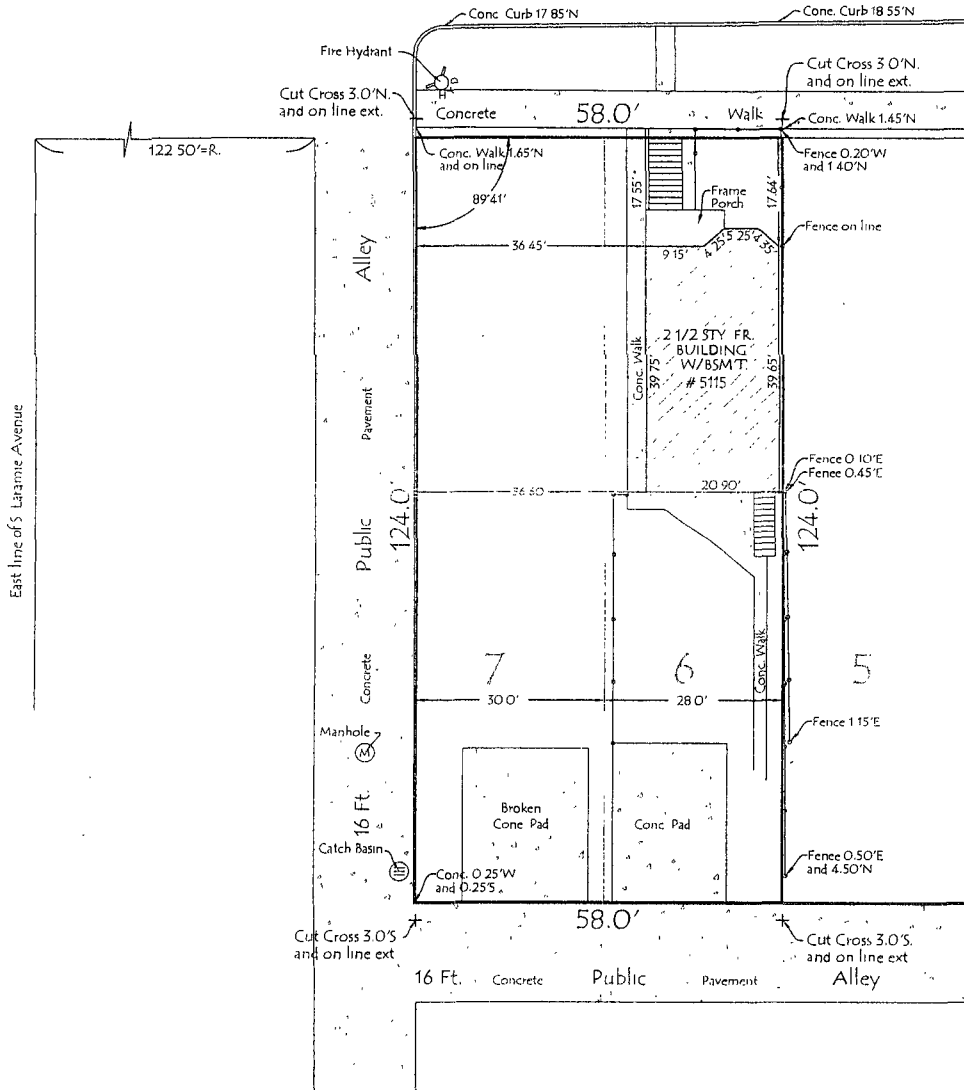 Conc Curb 17 85'N
Conc. Curb 18 55'N
Fire Hydrant
H
Y
D
Cut Cross 3.0'N.
and on line ext.
Cut Cross 3 0'N.
and on line ext.
Concrete
58.0'
Walk
Conc. Walk 1.45'N
122 50'=R.
Conc. Walk 1.65'N
and on line
Fence 0.20'W
and 1 40'N
89°41'
17 55'
17.64'
Frame
Porch
Fence on line
36 45'
9 15'
4 25'
5 25'
4 35'
Alley
2 1/2 STY FR.
BUILDING
W/BSM'T.
# 5115
Conc. Walk
39 75'
39 65'
Pavement
East line of S Laramie Avenue
Fence 0 10'E
Fence 0.45'E
36 60
20 90'
124.0'
124.0'
Public
7
6
5
Concrete
Conc. Walk
30 0'
28 0'
Manhole
M
Fence 1 15'E
16 Ft.
Broken
Conc Pad
Conc Pad
Catch Basin
Conc. 0 25'W
and 0.25'S
Fence 0.50'E
and 4.50'N
58.0'
Cut Cross 3.0'S
and on line ext
Cut Cross 3.0'S.
and on line ext
16 Ft.
Concrete
Public
Pavement
Alley